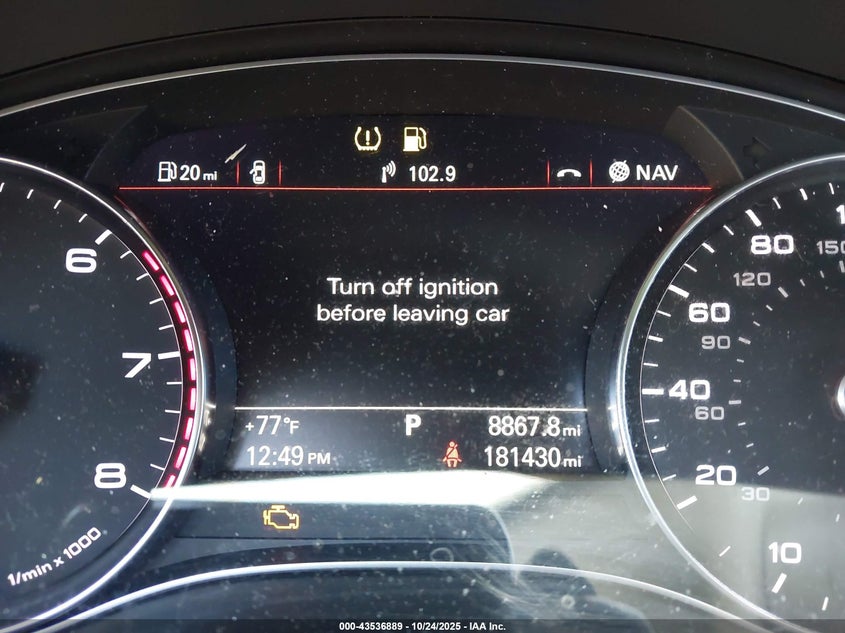 20 mi
102.9
NAV
Turn off ignition
before leaving car
+77°F
P
8867.8 mi
12:49 PM
181430 mi
6
7
8
1/min x 1000
80
120
150
60
90
40
60
20
30
10
000-43536889 - 10/24/2025 - IAA Inc.